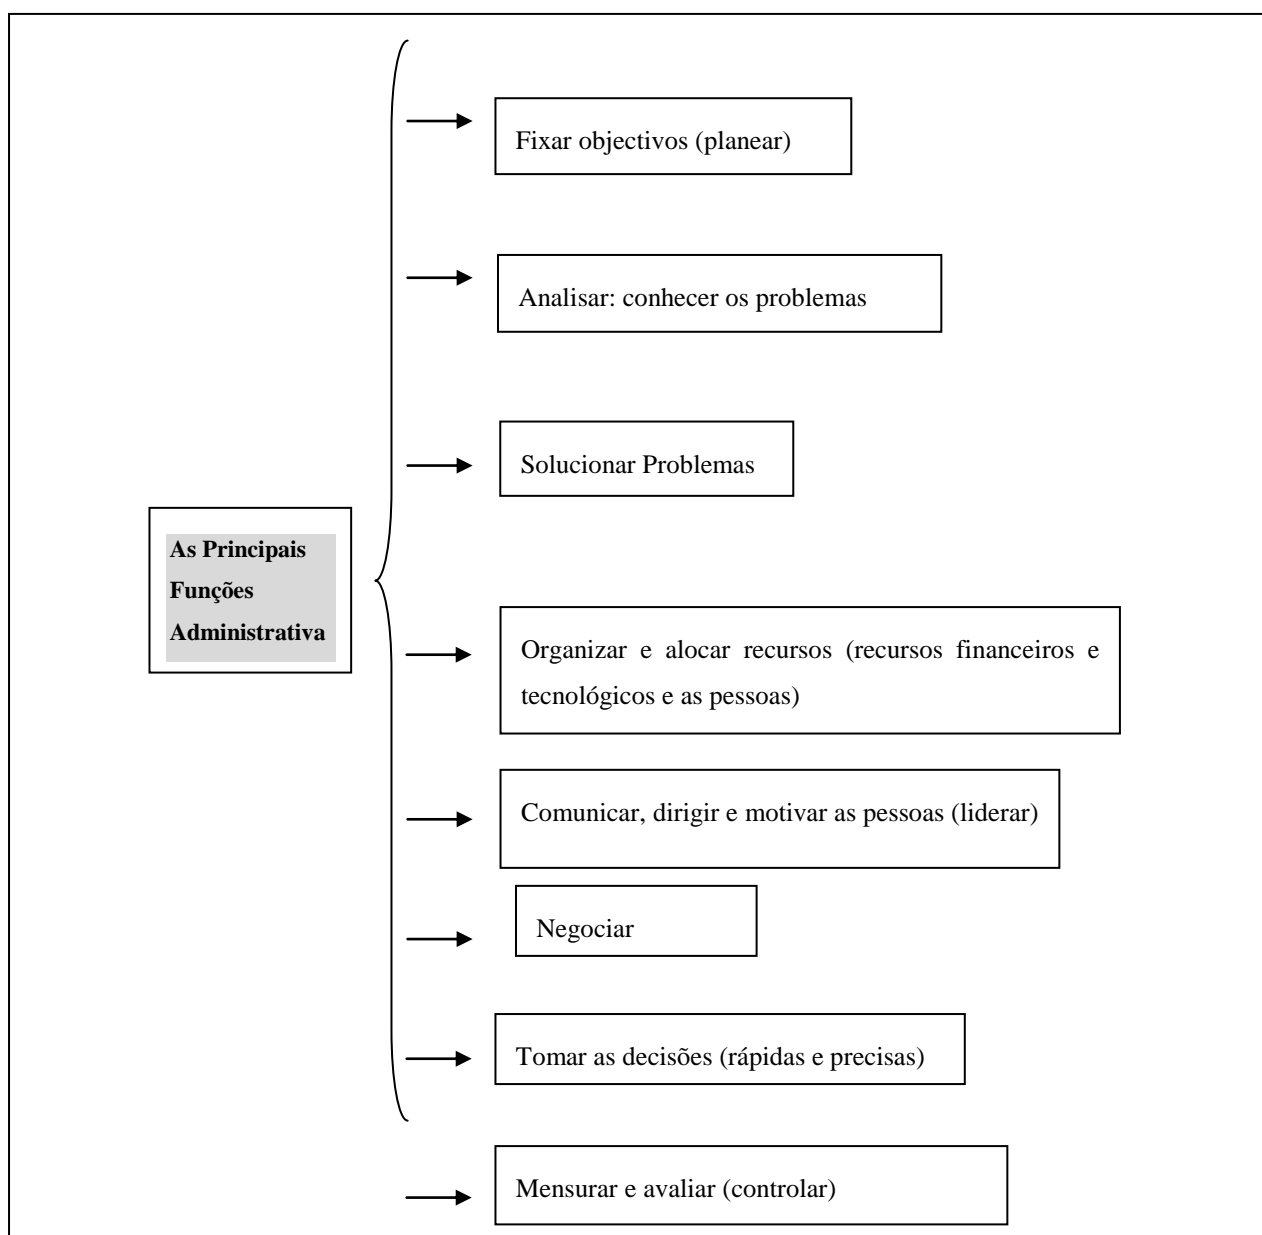 Fixar objectivos (planear)
Analisar: conhecer os problemas
Solucionar Problemas
As Principais
Funções
Administrativa
Organizar e alocar recursos (recursos financeiros e
tecnológicos e as pessoas)
Comunicar, dirigir e motivar as pessoas (liderar)
Negociar
Tomar as decisões (rápidas e precisas)
Mensurar e avaliar (controlar)